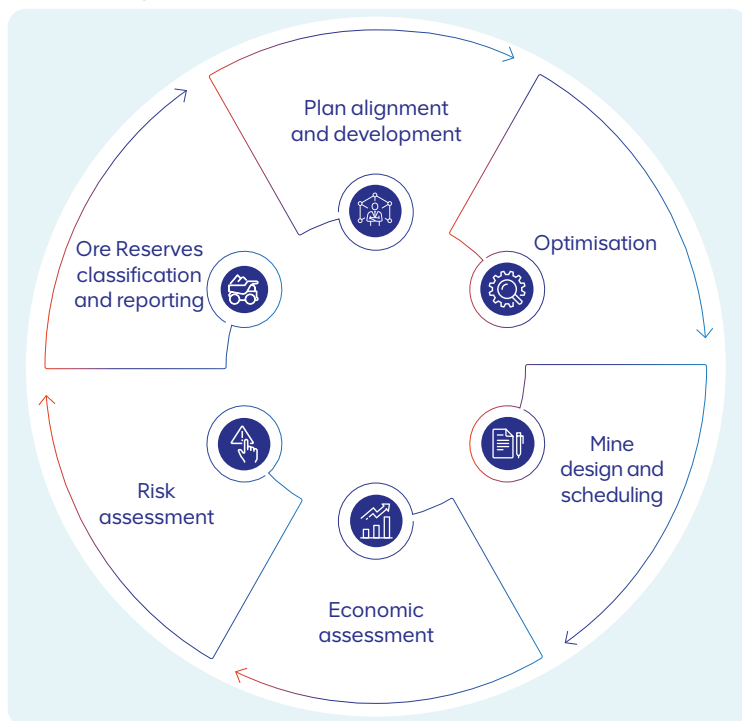 Plan alignment
and development
Optimisation
Mine
design and
scheduling
Economic
assessment
Risk
assessment
Ore Reserves
classification
and reporting